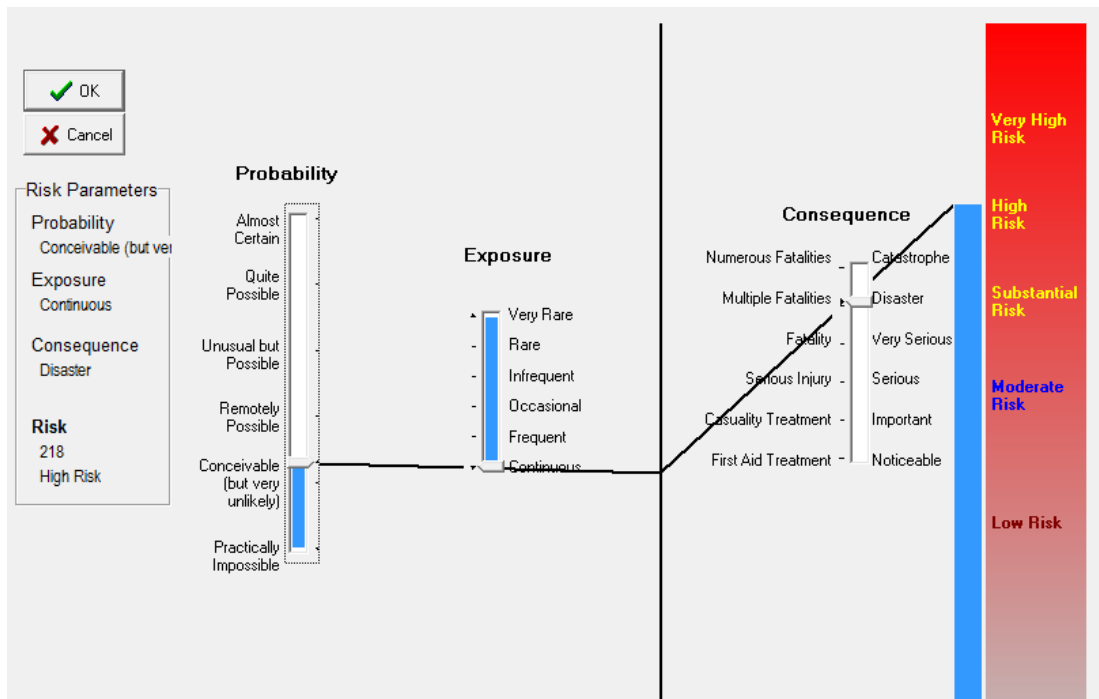 OK
Cancel
Risk Parameters
Probability
Conceivable (but ver
Exposure
Continuous
Consequence
Disaster
Risk
218
High Risk
Probability
Almost
Certain
Quite
Possible
Unusual but
Possible
Remotely
Possible
Conceivable
(but very
unlikely)
Practically
Impossible
Exposure
Very Rare
Rare
Infrequent
Occasional
Frequent
Continuous
Consequence
Numerous Fatalities
Catastrophe
Multiple Fatalities
Disaster
Fatality
Very Serious
Serious Injury
Serious
Casuality Treatment
Important
First Aid Treatment
Noticeable
Very High
Risk
High
Risk
Substantial
Risk
Moderate
Risk
Low Risk